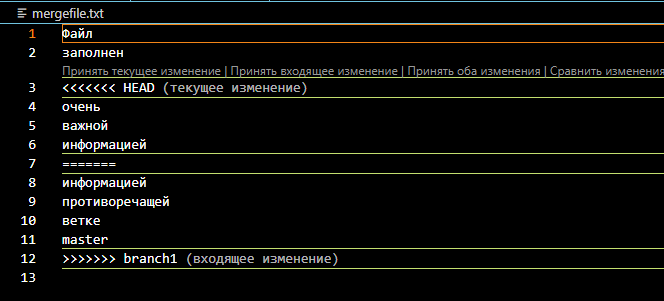 mergefile.txt
1 Файл
2 заполнен
Принять текущее изменение | Принять входящее изменение | Принять оба изменения | Сравнить изменения
3 <<<<<<< HEAD (текущее изменение)
4 очень
5 важной
6 информацией
7 =======
8 информацией
9 противоречащей
10 ветке
11 master
12 >>>>>>> branch1 (входящее изменение)
13